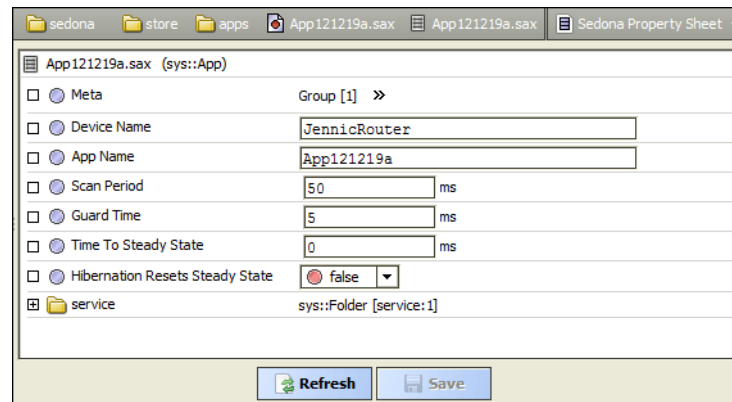 sedona store apps App121219a.sax App121219a.sax Sedona Property Sheet
App121219a.sax (sys::App)
Meta Group [1] »
Device Name JennicRouter
App Name App121219a
Scan Period 50 ms
Guard Time 5 ms
Time To Steady State 0 ms
Hibernation Resets Steady State false
service sys::Folder [service:1]
Refresh Save